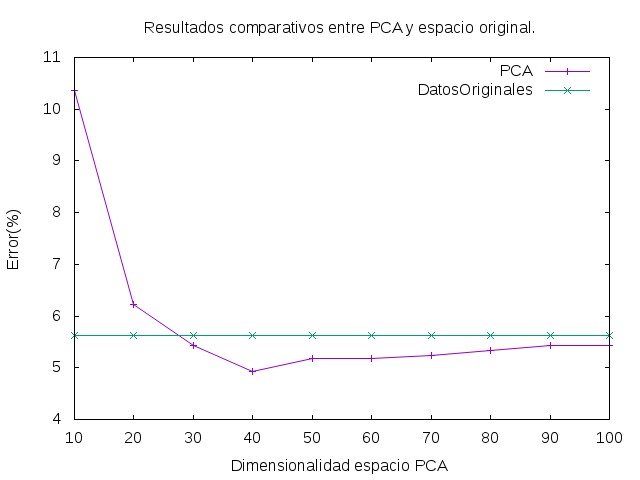 Resultados comparativos entre PCA y espacio original.
PCA
DatosOriginales
11
10
9
8
7
6
5
4
Error(%)
10 20 30 40 50 60 70 80 90 100
Dimensionalidad espacio PCA